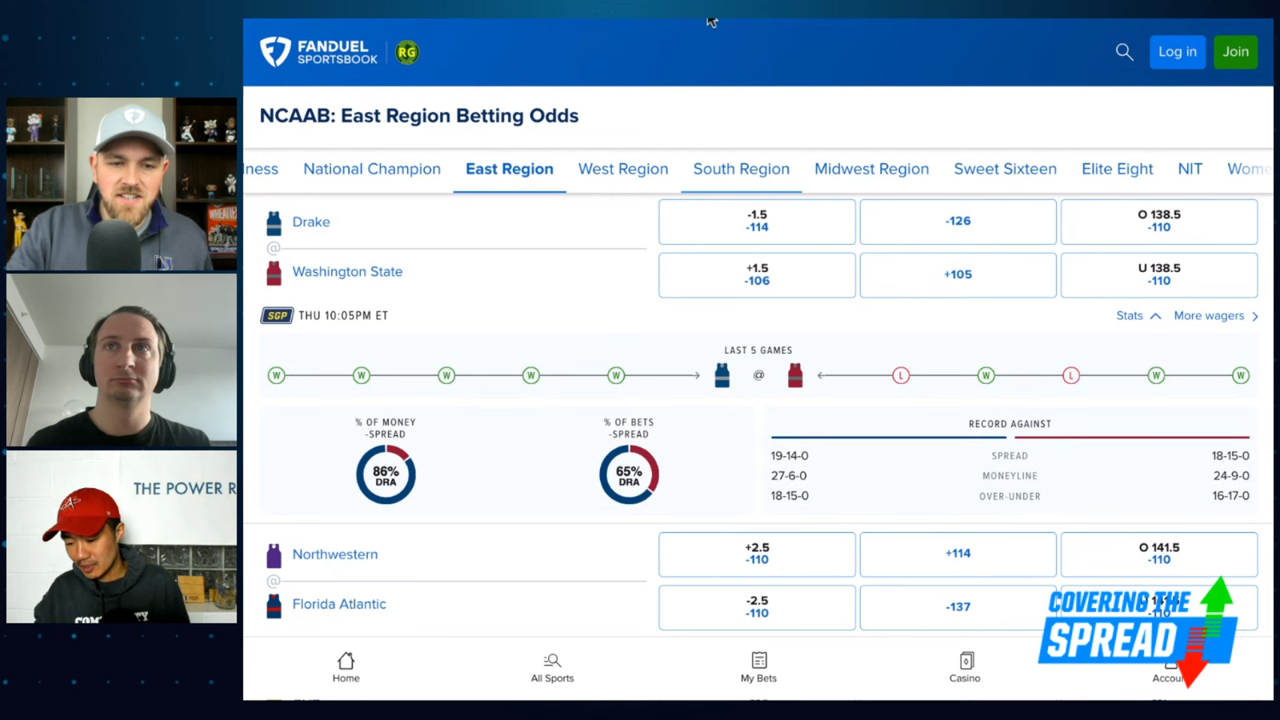 FANDUEL
SPORTSBOOK
RG
Log in
Join
NCAAB: East Region Betting Odds
lness National Champion East Region West Region South Region Midwest Region Sweet Sixteen Elite Eight NIT Wome
Drake
-1.5
-114
-126
O 138.5
-110
@
Washington State
+1.5
-106
+105
U 138.5
-110
SGP THU 10:05PM ET
Stats
More wagers
LAST 5 GAMES
W W W W W @ L W L W W
% OF MONEY
-SPREAD
86%
DRA
% OF BETS
-SPREAD
65%
DRA
RECORD AGAINST
19-14-0 SPREAD 18-15-0
27-6-0 MONEYLINE 24-9-0
18-15-0 OVER-UNDER 16-17-0
Northwestern
+2.5
-110
+114
O 141.5
-110
@
Florida Atlantic
-2.5
-110
-137
Home
All Sports
My Bets
Casino
Accou
COVERING THE
SPREAD
WHEATIES
THE POWER R